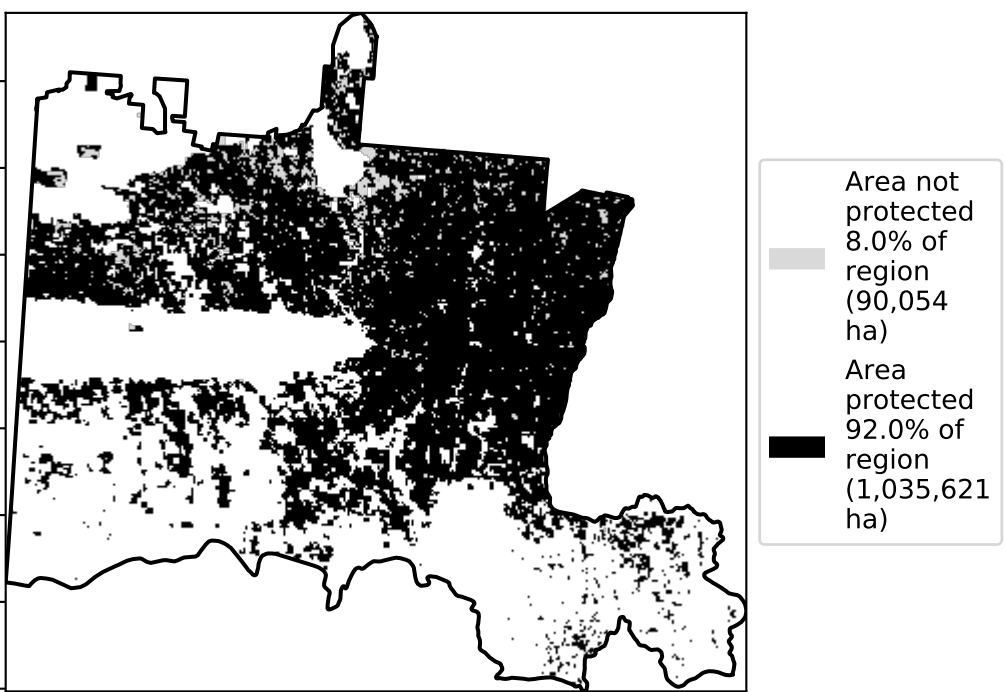 Area not
protected
8.0% of
region
(90,054
ha)
Area
protected
92.0% of
region
(1,035,621
ha)